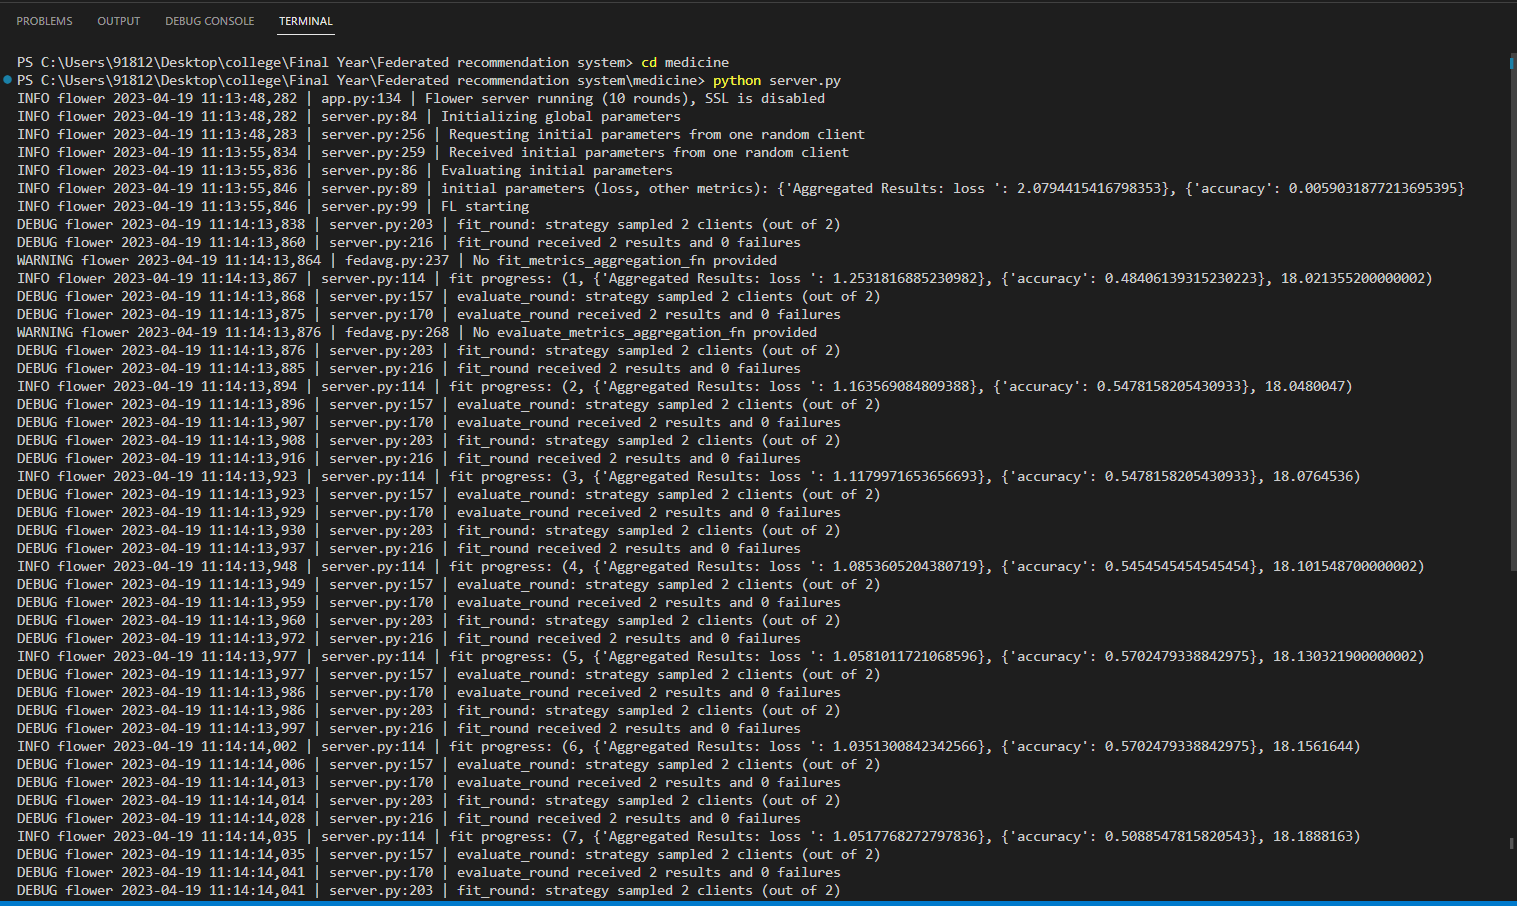 PROBLEMS OUTPUT DEBUG CONSOLE TERMINAL
PS C:\Users\91812\Desktop\college\Final Year\Federated recommendation system> cd medicine
PS C:\Users\91812\Desktop\college\Final Year\Federated recommendation system\medicine> python server.py
INFO flower 2023-04-19 11:13:48,282 | app.py:134 | Flower server running (10 rounds), SSL is disabled
INFO flower 2023-04-19 11:13:48,282 | server.py:84 | Initializing global parameters
INFO flower 2023-04-19 11:13:48,283 | server.py:256 | Requesting initial parameters from one random client
INFO flower 2023-04-19 11:13:55,834 | server.py:259 | Received initial parameters from one random client
INFO flower 2023-04-19 11:13:55,836 | server.py:86 | Evaluating initial parameters
INFO flower 2023-04-19 11:13:55,846 | server.py:89 | initial parameters (loss, other metrics): {'Aggregated Results: loss ': 2.0794415416798353}, {'accuracy': 0.0059031877213695395}
INFO flower 2023-04-19 11:13:55,846 | server.py:99 | FL starting
DEBUG flower 2023-04-19 11:14:13,838 | server.py:203 | fit_round: strategy sampled 2 clients (out of 2)
DEBUG flower 2023-04-19 11:14:13,860 | server.py:216 | fit_round received 2 results and 0 failures
WARNING flower 2023-04-19 11:14:13,864 | fedavg.py:237 | No fit_metrics_aggregation_fn provided
INFO flower 2023-04-19 11:14:13,867 | server.py:114 | fit progress: (1, {'Aggregated Results: loss ': 1.2531816885230982}, {'accuracy': 0.48406139315230223}, 18.021355200000002)
DEBUG flower 2023-04-19 11:14:13,868 | server.py:157 | evaluate_round: strategy sampled 2 clients (out of 2)
DEBUG flower 2023-04-19 11:14:13,875 | server.py:170 | evaluate_round received 2 results and 0 failures
WARNING flower 2023-04-19 11:14:13,876 | fedavg.py:268 | No evaluate_metrics_aggregation_fn provided
DEBUG flower 2023-04-19 11:14:13,876 | server.py:203 | fit_round: strategy sampled 2 clients (out of 2)
DEBUG flower 2023-04-19 11:14:13,885 | server.py:216 | fit_round received 2 results and 0 failures
INFO flower 2023-04-19 11:14:13,894 | server.py:114 | fit progress: (2, {'Aggregated Results: loss ': 1.163569084809388}, {'accuracy': 0.5478158205430933}, 18.0480047)
DEBUG flower 2023-04-19 11:14:13,896 | server.py:157 | evaluate_round: strategy sampled 2 clients (out of 2)
DEBUG flower 2023-04-19 11:14:13,907 | server.py:170 | evaluate_round received 2 results and 0 failures
DEBUG flower 2023-04-19 11:14:13,908 | server.py:203 | fit_round: strategy sampled 2 clients (out of 2)
DEBUG flower 2023-04-19 11:14:13,916 | server.py:216 | fit_round received 2 results and 0 failures
INFO flower 2023-04-19 11:14:13,923 | server.py:114 | fit progress: (3, {'Aggregated Results: loss ': 1.1179971653656693}, {'accuracy': 0.5478158205430933}, 18.0764536)
DEBUG flower 2023-04-19 11:14:13,923 | server.py:157 | evaluate_round: strategy sampled 2 clients (out of 2)
DEBUG flower 2023-04-19 11:14:13,929 | server.py:170 | evaluate_round received 2 results and 0 failures
DEBUG flower 2023-04-19 11:14:13,930 | server.py:203 | fit_round: strategy sampled 2 clients (out of 2)
DEBUG flower 2023-04-19 11:14:13,937 | server.py:216 | fit_round received 2 results and 0 failures
INFO flower 2023-04-19 11:14:13,948 | server.py:114 | fit progress: (4, {'Aggregated Results: loss ': 1.0853605204380719}, {'accuracy': 0.5454545454545454}, 18.101548700000002)
DEBUG flower 2023-04-19 11:14:13,949 | server.py:157 | evaluate_round: strategy sampled 2 clients (out of 2)
DEBUG flower 2023-04-19 11:14:13,959 | server.py:170 | evaluate_round received 2 results and 0 failures
DEBUG flower 2023-04-19 11:14:13,960 | server.py:203 | fit_round: strategy sampled 2 clients (out of 2)
DEBUG flower 2023-04-19 11:14:13,972 | server.py:216 | fit_round received 2 results and 0 failures
INFO flower 2023-04-19 11:14:13,977 | server.py:114 | fit progress: (5, {'Aggregated Results: loss ': 1.0581011721068596}, {'accuracy': 0.5702479338842975}, 18.130321900000002)
DEBUG flower 2023-04-19 11:14:13,977 | server.py:157 | evaluate_round: strategy sampled 2 clients (out of 2)
DEBUG flower 2023-04-19 11:14:13,986 | server.py:170 | evaluate_round received 2 results and 0 failures
DEBUG flower 2023-04-19 11:14:13,986 | server.py:203 | fit_round: strategy sampled 2 clients (out of 2)
DEBUG flower 2023-04-19 11:14:13,997 | server.py:216 | fit_round received 2 results and 0 failures
INFO flower 2023-04-19 11:14:14,002 | server.py:114 | fit progress: (6, {'Aggregated Results: loss ': 1.0351300842342566}, {'accuracy': 0.5702479338842975}, 18.1561644)
DEBUG flower 2023-04-19 11:14:14,006 | server.py:157 | evaluate_round: strategy sampled 2 clients (out of 2)
DEBUG flower 2023-04-19 11:14:14,013 | server.py:170 | evaluate_round received 2 results and 0 failures
DEBUG flower 2023-04-19 11:14:14,014 | server.py:203 | fit_round: strategy sampled 2 clients (out of 2)
DEBUG flower 2023-04-19 11:14:14,028 | server.py:216 | fit_round received 2 results and 0 failures
INFO flower 2023-04-19 11:14:14,035 | server.py:114 | fit progress: (7, {'Aggregated Results: loss ': 1.0517768272797836}, {'accuracy': 0.5088547815820543}, 18.1888163)
DEBUG flower 2023-04-19 11:14:14,035 | server.py:157 | evaluate_round: strategy sampled 2 clients (out of 2)
DEBUG flower 2023-04-19 11:14:14,041 | server.py:170 | evaluate_round received 2 results and 0 failures
DEBUG flower 2023-04-19 11:14:14,041 | server.py:203 | fit_round: strategy sampled 2 clients (out of 2)